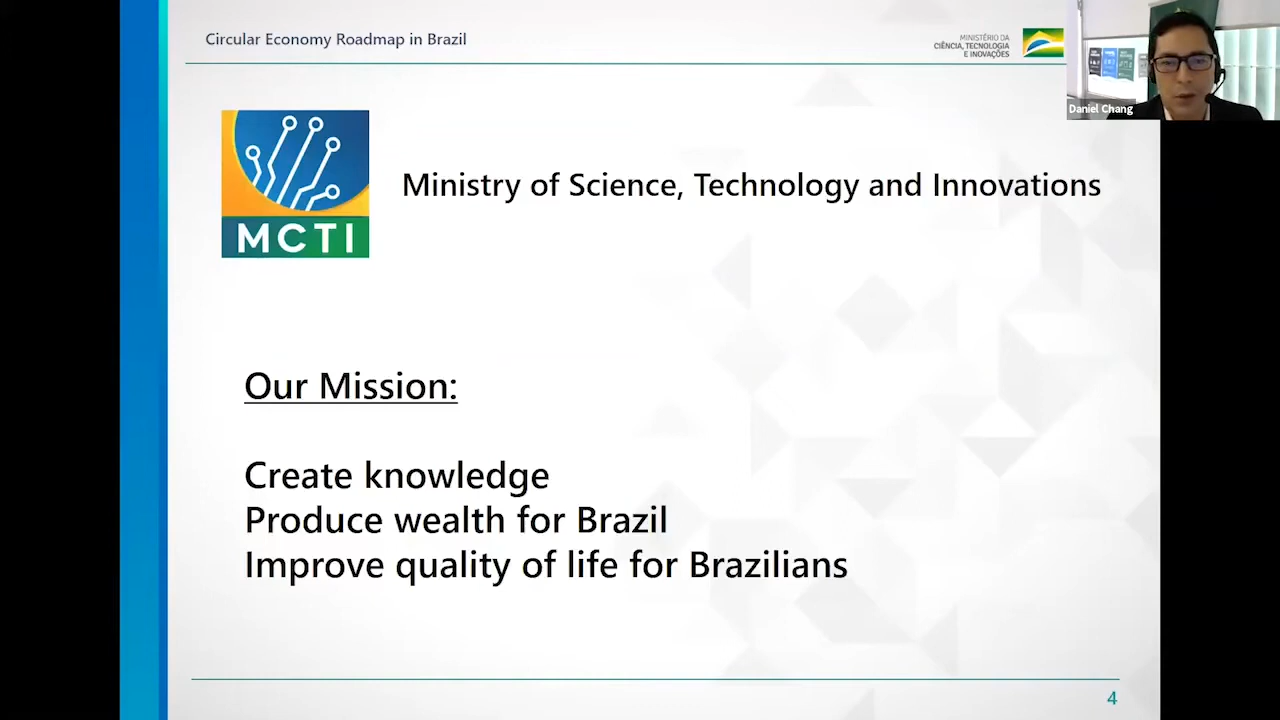 Circular Economy Roadmap in Brazil
MINISTÉRIO DA
CIÊNCIA, TECNOLOGIA
E INOVAÇÕES
Daniel Chang
MCTI
Ministry of Science, Technology and Innovations
Our Mission:
Create knowledge
Produce wealth for Brazil
Improve quality of life for Brazilians
4